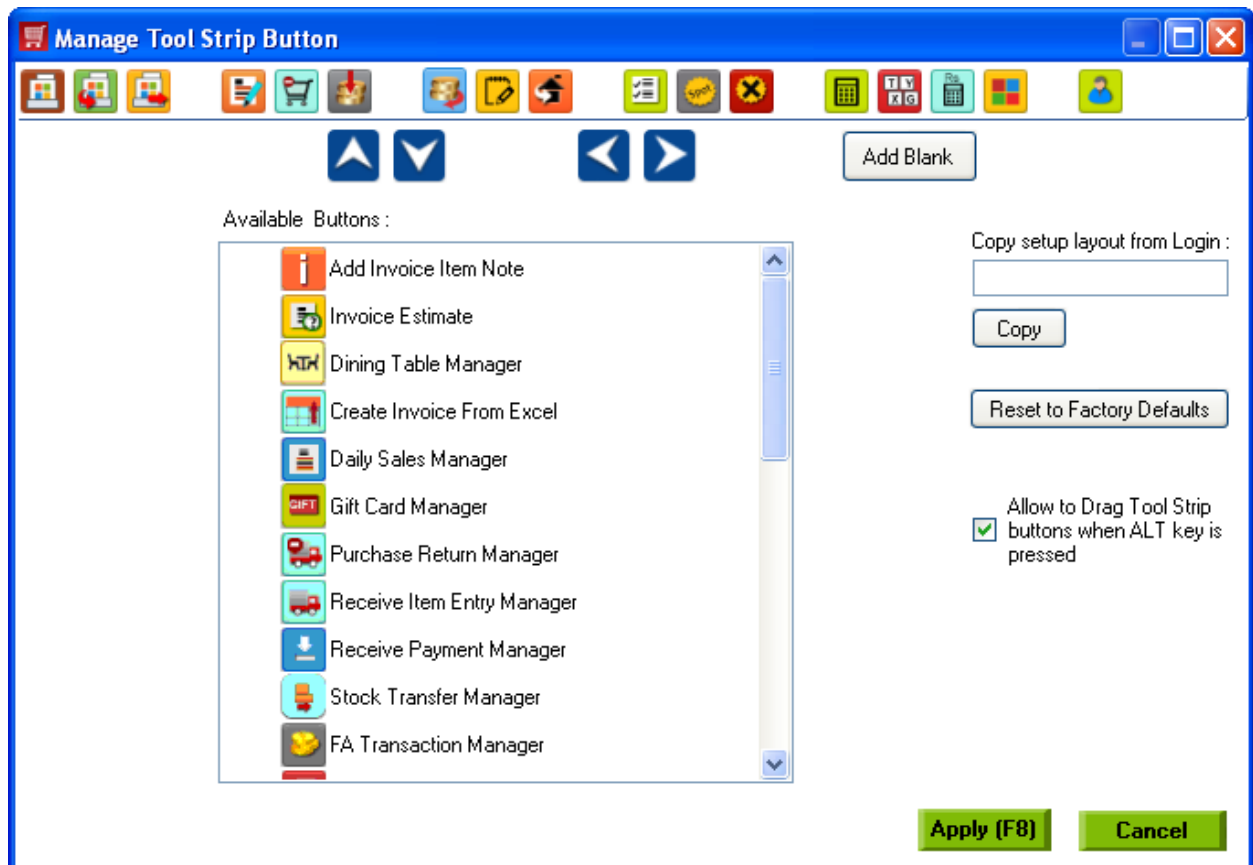 Manage Tool Strip Button
Spot
T Y
X G
Rs
Add Blank
Available Buttons :
Add Invoice Item Note
Invoice Estimate
Dining Table Manager
Create Invoice From Excel
Daily Sales Manager
GIFT
Gift Card Manager
Purchase Return Manager
Receive Item Entry Manager
Receive Payment Manager
Stock Transfer Manager
FA Transaction Manager
Copy setup layout from Login :
Copy
Reset to Factory Defaults
Allow to Drag Tool Strip
buttons when ALT key is
pressed
Apply (F8)
Cancel